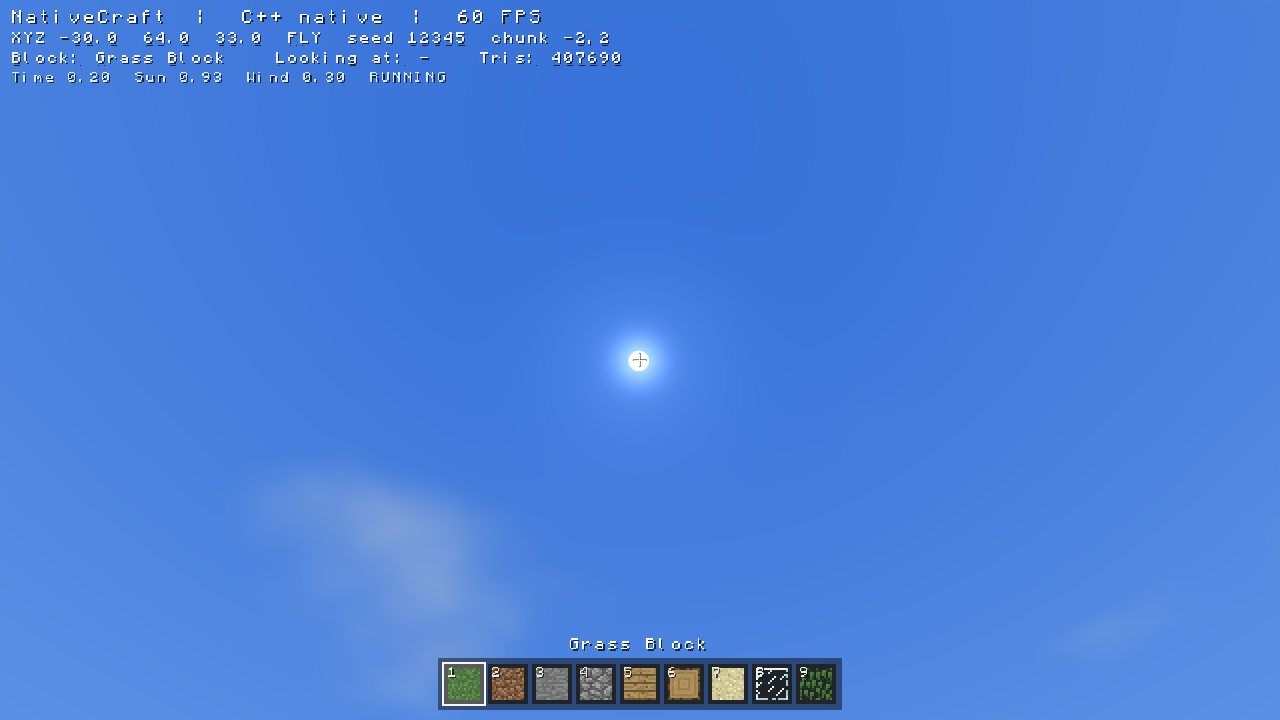 NativeCraft | C++ native | 60 FPS
XYZ -30.0 64.0 33.0 FLY seed 12345 chunk -2,2
Block: Grass Block Looking at: - Tris: 407690
Time 0.20 Sun 0.93 Wind 0.30 RUNNING
Grass Block
1 2 3 4 5 6 7 8 9